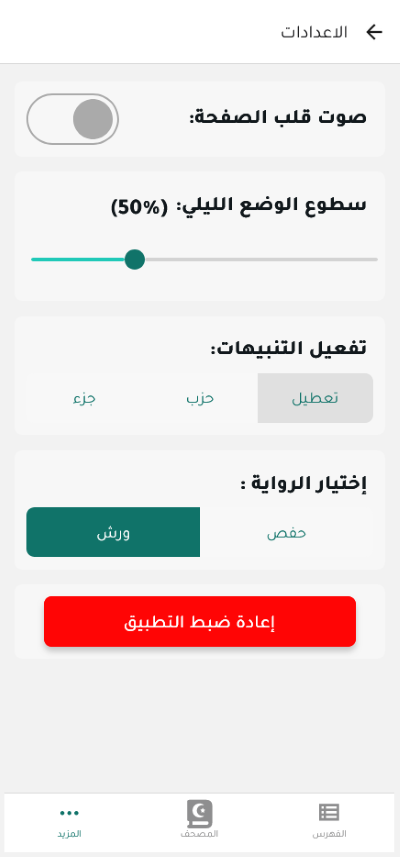 الاعدادات
صوت قلب الصفحة:
سطوع الوضع الليلي: (50%)
تفعيل التنبيهات:
تعطيل
حزب
جزء
إختيار الرواية :
حفص
ورش
إعادة ضبط التطبيق
الفهرس
المصحف
المزيد